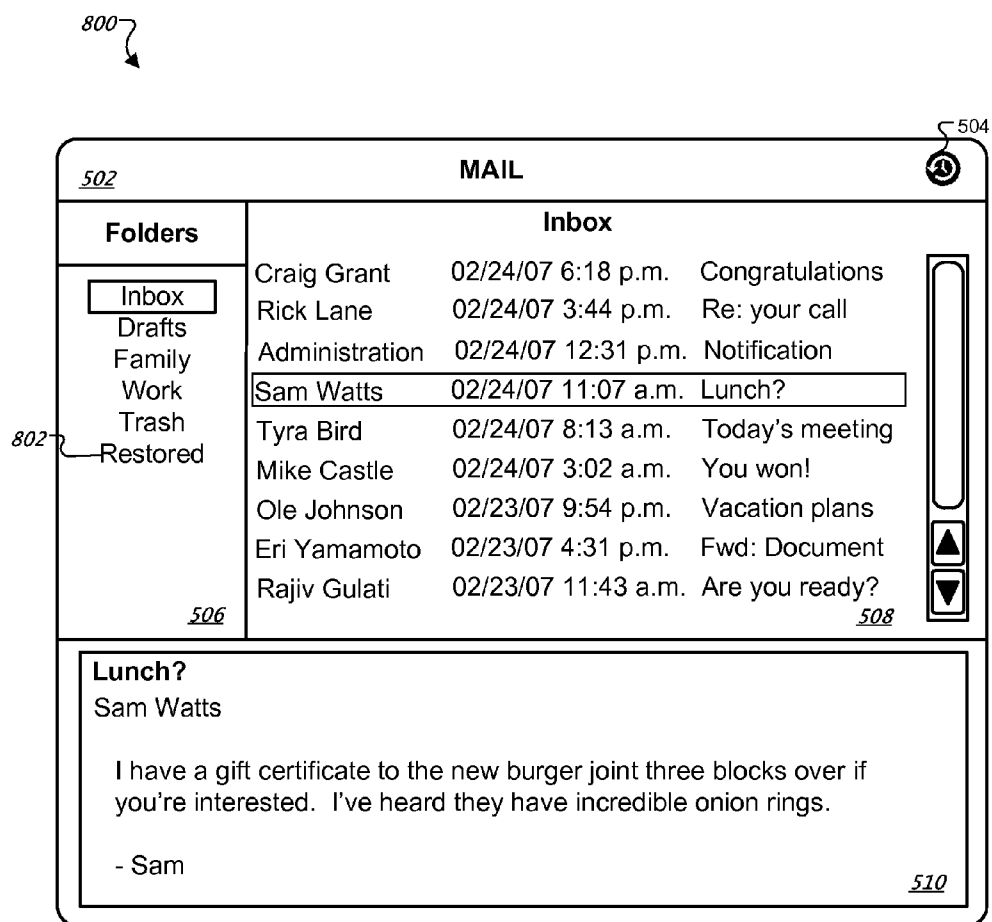 800
504
502 MAIL
Folders
Inbox
Drafts
Family
Work
Trash
802 Restored
506
Inbox
Craig Grant 02/24/07 6:18 p.m. Congratulations
Rick Lane 02/24/07 3:44 p.m. Re: your call
Administration 02/24/07 12:31 p.m. Notification
Sam Watts 02/24/07 11:07 a.m. Lunch?
Tyra Bird 02/24/07 8:13 a.m. Today's meeting
Mike Castle 02/24/07 3:02 a.m. You won!
Ole Johnson 02/23/07 9:54 p.m. Vacation plans
Eri Yamamoto 02/23/07 4:31 p.m. Fwd: Document
Rajiv Gulati 02/23/07 11:43 a.m. Are you ready?
508
Lunch?
Sam Watts
I have a gift certificate to the new burger joint three blocks over if
you're interested. I've heard they have incredible onion rings.
- Sam
510